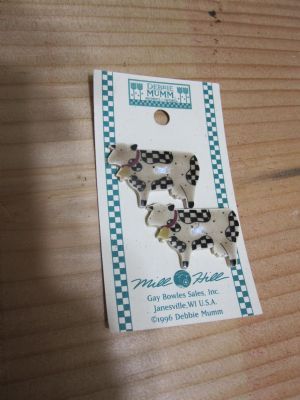 DEBBIE
MUMM
Mill Hill
Gay Bowles Sales, Inc.
Janesville, WI U.S.A.
©1996 Debbie Mumm